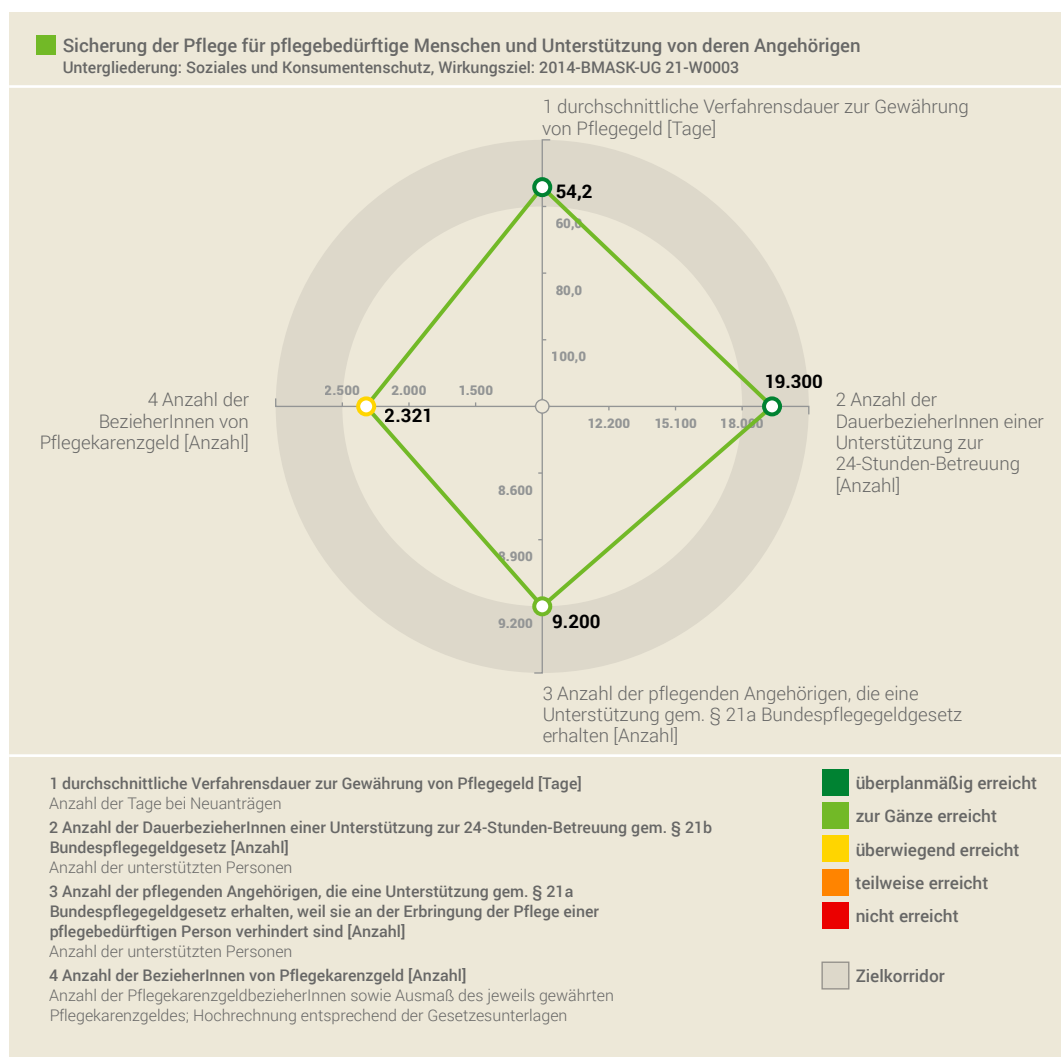 Sicherung der Pflege für pflegebedürftige Menschen und Unterstützung von deren Angehörigen
Untergliederung: Soziales und Konsumentenschutz, Wirkungsziel: 2014-BMASK-UG 21-W0003
1 durchschnittliche Verfahrensdauer zur Gewährung
von Pflegegeld [Tage]
54,2
60,0
80,0
100,0
4 Anzahl der
BezieherInnen von
Pflegekarenzgeld [Anzahl]
2.500
2.000
1.500
2.321
19.300
12.200
15.100
18.000
2 Anzahl der
DauerbezieherInnen einer
Unterstützung zur
24-Stunden-Betreuung
[Anzahl]
8.600
8.900
9.200
9.200
3 Anzahl der pflegenden Angehörigen, die eine
Unterstützung gem. § 21a Bundespflegegeldgesetz
erhalten [Anzahl]
1 durchschnittliche Verfahrensdauer zur Gewährung von Pflegegeld [Tage]
Anzahl der Tage bei Neuanträgen
2 Anzahl der DauerbezieherInnen einer Unterstützung zur 24-Stunden-Betreuung gem. § 21b
Bundespflegegeldgesetz [Anzahl]
Anzahl der unterstützten Personen
3 Anzahl der pflegenden Angehörigen, die eine Unterstützung gem. § 21a
Bundespflegegeldgesetz erhalten, weil sie an der Erbringung der Pflege einer
pflegebedürftigen Person verhindert sind [Anzahl]
Anzahl der unterstützten Personen
4 Anzahl der BezieherInnen von Pflegekarenzgeld [Anzahl]
Anzahl der PflegekarenzgeldbezieherInnen sowie Ausmaß des jeweils gewährten
Pflegekarenzgeldes; Hochrechnung entsprechend der Gesetzesunterlagen
überplanmäßig erreicht
zur Gänze erreicht
überwiegend erreicht
teilweise erreicht
nicht erreicht
Zielkorridor